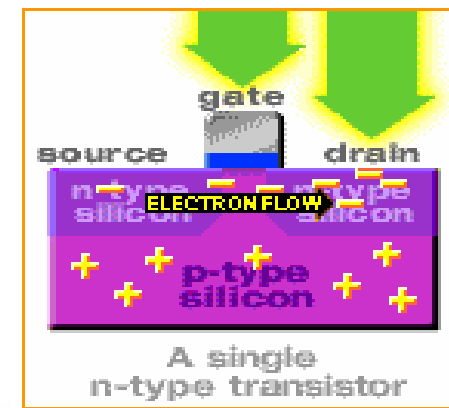 gate
source
drain
n-type
silicon
n-type
silicon
ELECTRON FLOW
p-type
silicon
A single
n-type transistor